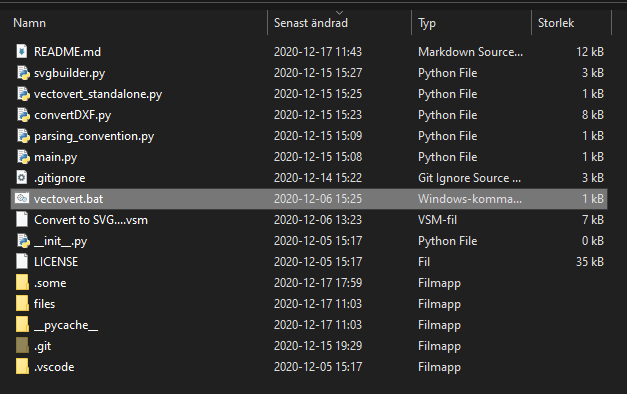 Namn Senast ändrad Typ Storlek
README.md 2020-12-17 11:43 Markdown Source... 12 kB
svgbuilder.py 2020-12-15 15:27 Python File 3 kB
vectovert_standalone.py 2020-12-15 15:25 Python File 1 kB
convertDXF.py 2020-12-15 15:23 Python File 8 kB
parsing_convention.py 2020-12-15 15:09 Python File 1 kB
main.py 2020-12-15 15:08 Python File 1 kB
.gitignore 2020-12-14 15:22 Git Ignore Source ... 3 kB
vectovert.bat 2020-12-06 15:25 Windows-komma... 1 kB
Convert to SVG....vsm 2020-12-06 13:23 VSM-fil 7 kB
__init__.py 2020-12-05 15:17 Python File 0 kB
LICENSE 2020-12-05 15:17 Fil 35 kB
.some 2020-12-17 17:59 Filmapp
files 2020-12-17 11:03 Filmapp
__pycache__ 2020-12-17 11:03 Filmapp
.git 2020-12-15 19:29 Filmapp
.vscode 2020-12-05 15:17 Filmapp